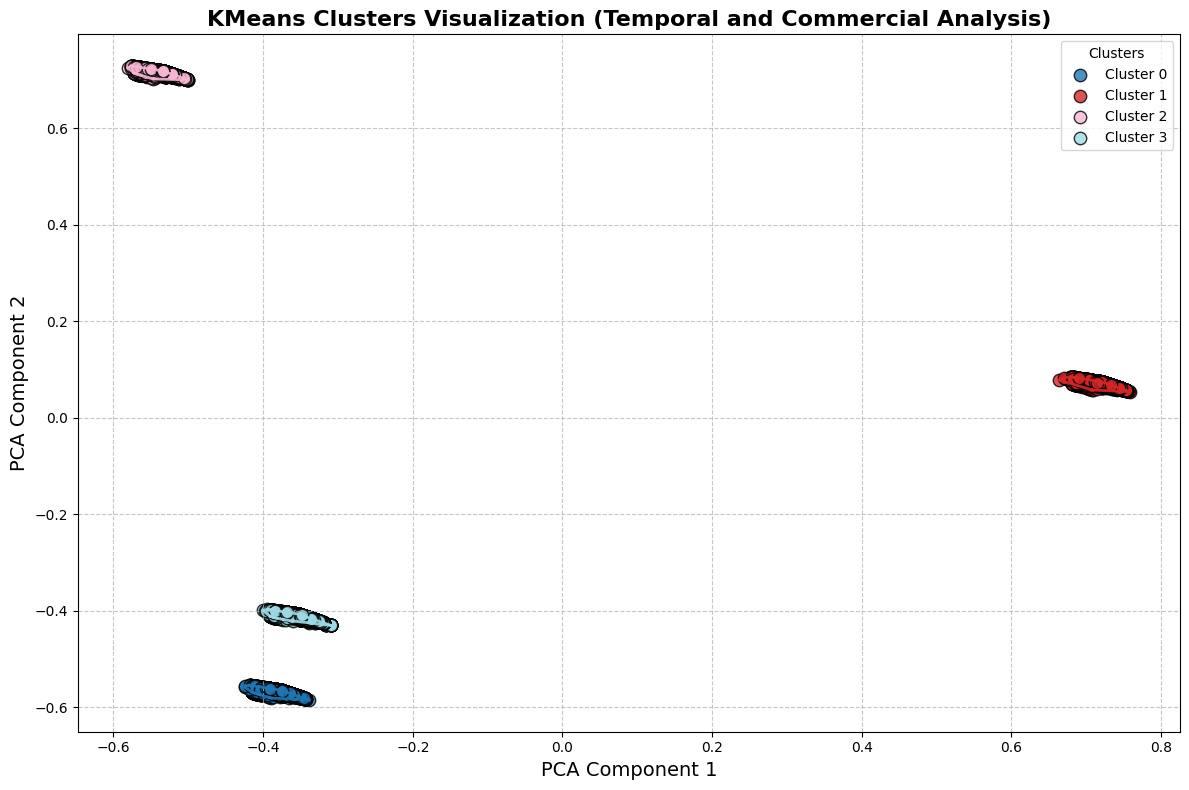 KMeans Clusters Visualization (Temporal and Commercial Analysis)
Clusters
Cluster 0
Cluster 1
Cluster 2
Cluster 3
PCA Component 2
0.6
0.4
0.2
0.0
−0.2
−0.4
−0.6
−0.6
−0.4
−0.2
0.0
0.2
0.4
0.6
0.8
PCA Component 1